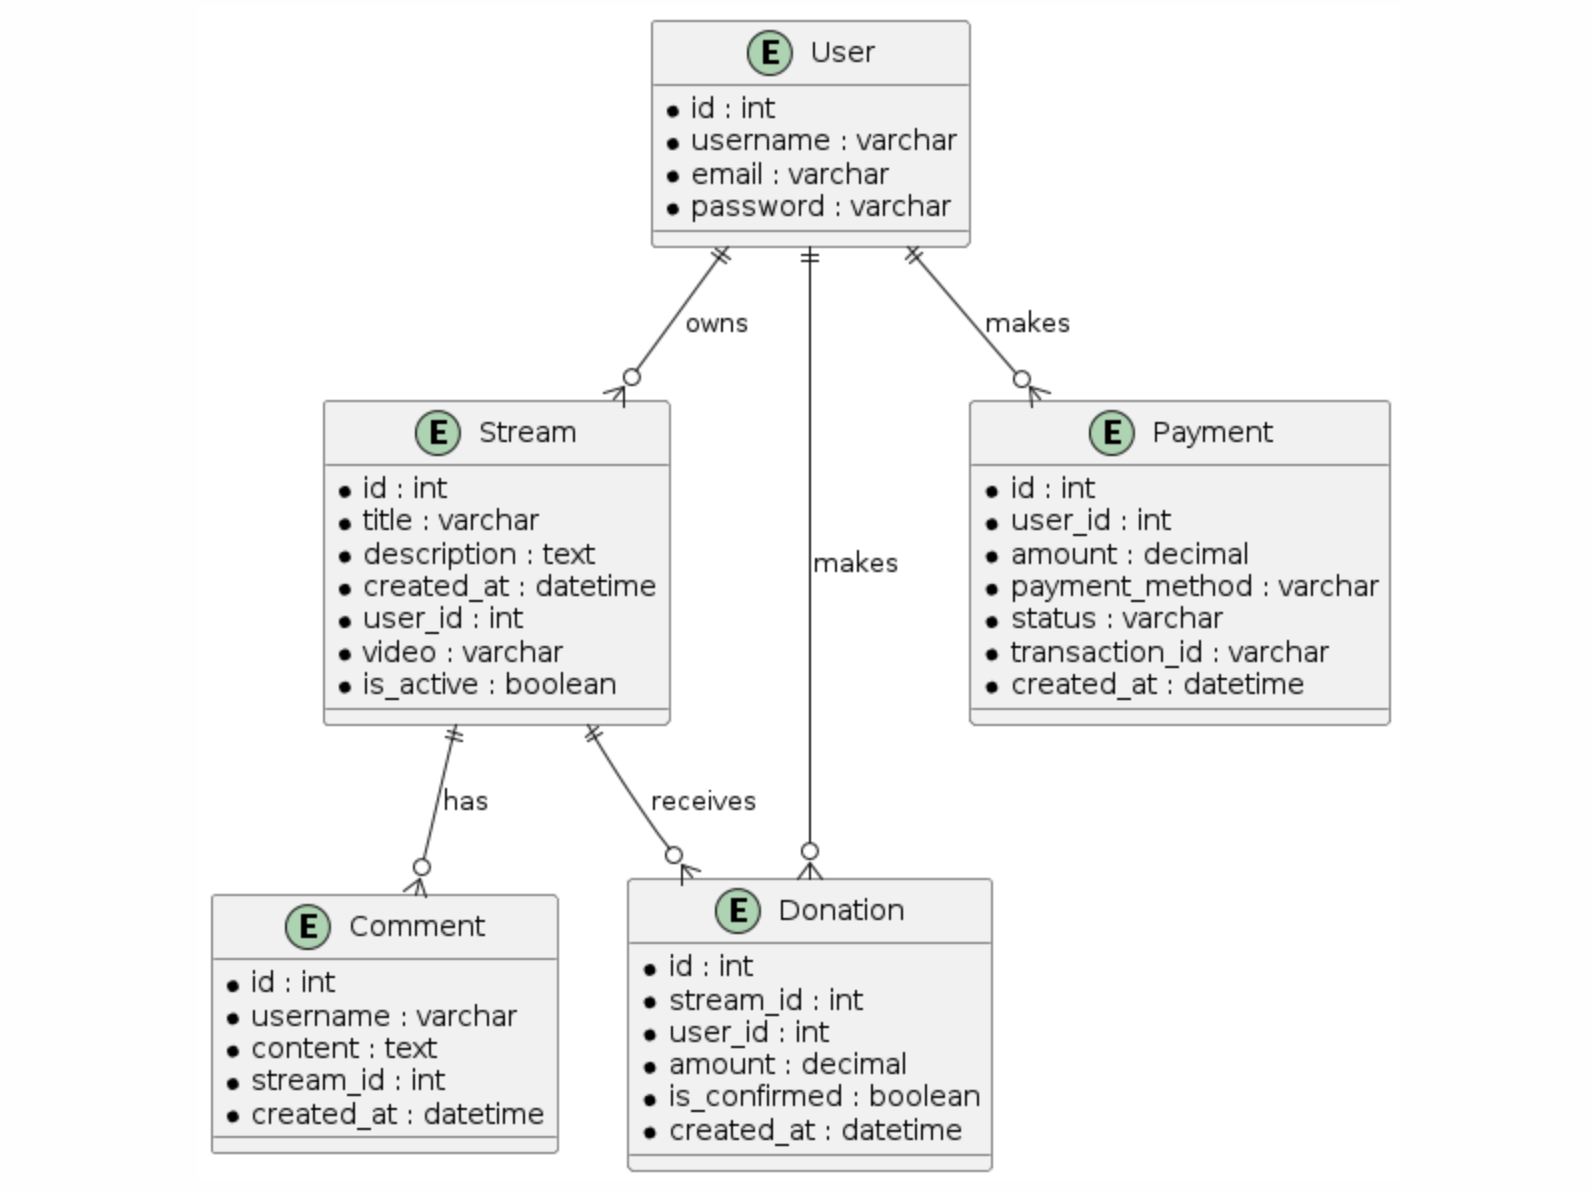 E User
id : int
username : varchar
email : varchar
password : varchar
owns
makes
E Stream
id : int
title : varchar
description : text
created_at : datetime
user_id : int
video : varchar
is_active : boolean
makes
E Payment
id : int
user_id : int
amount : decimal
payment_method : varchar
status : varchar
transaction_id : varchar
created_at : datetime
has
receives
E Comment
id : int
username : varchar
content : text
stream_id : int
created_at : datetime
E Donation
id : int
stream_id : int
user_id : int
amount : decimal
is_confirmed : boolean
created_at : datetime